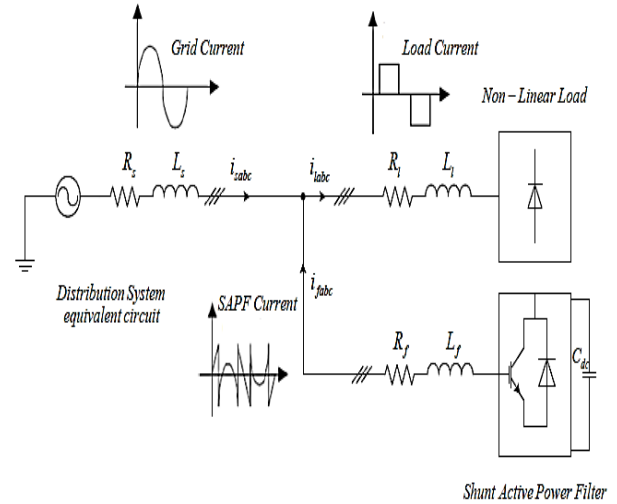 Grid Current
Load Current
Non – Linear Load
R_s
L_s
i_sabc
i_labc
R_l
L_l
i_fabc
Distribution System
equivalent circuit
SAPF Current
R_f
L_f
C_dc
Shunt Active Power Filter